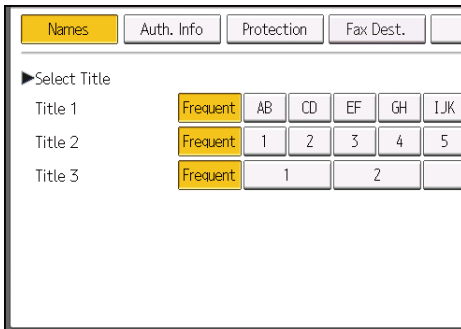 Names Auth. Info Protection Fax Dest.
▶Select Title
Title 1 Frequent AB CD EF GH IJK
Title 2 Frequent 1 2 3 4 5
Title 3 Frequent 1 2